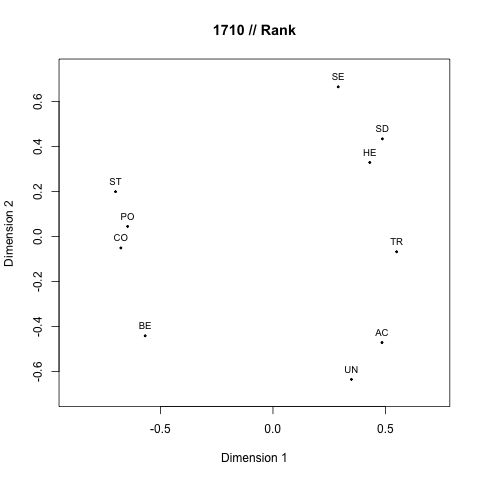 1710 // Rank
SE
SD
HE
ST
PO
CO
TR
BE
AC
UN
0.6
0.4
0.2
0.0
-0.2
-0.4
-0.6
Dimension 2
-0.5
0.0
0.5
Dimension 1